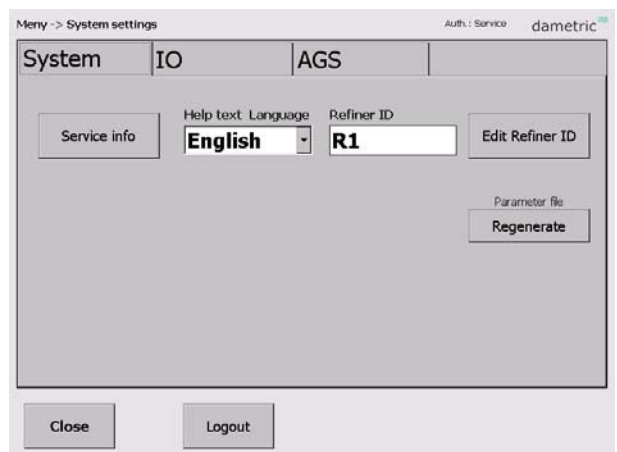 Meny -> System settings
Auth.: Service
dametric
System IO AGS
Help text Language Refiner ID
Service info English R1 Edit Refiner ID
Parameter file
Regenerate
Close Logout